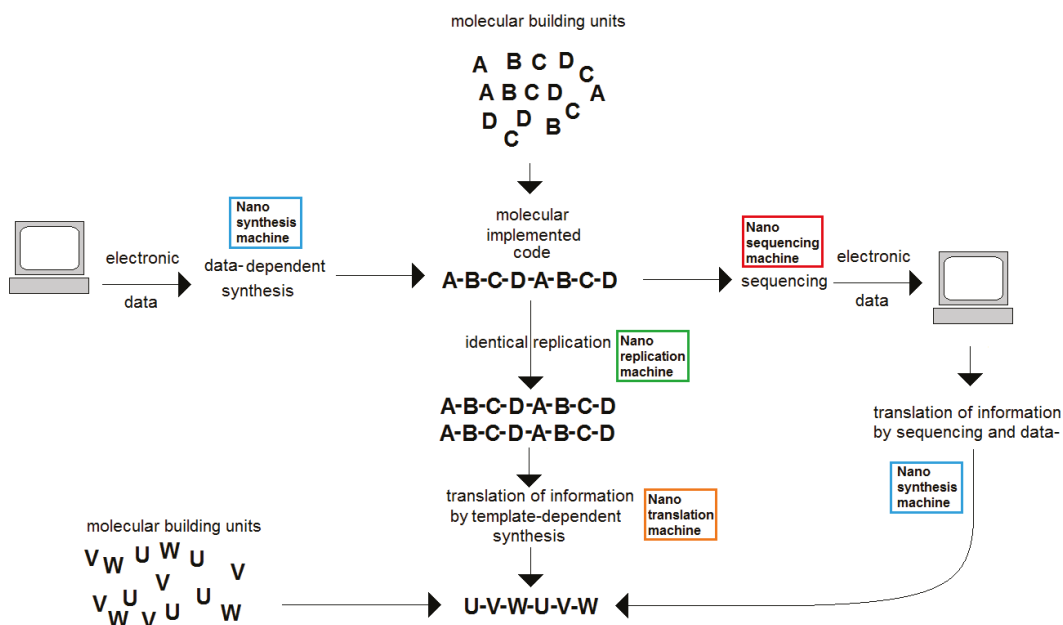 molecular building units
A B C D C
A B C D A
D C D B C
Nano
synthesis
machine
molecular
implemented
code
Nano
sequencing
machine
electronic
data
data-dependent
synthesis
A-B-C-D-A-B-C-D
sequencing
electronic
data
identical replication
Nano
replication
machine
A-B-C-D-A-B-C-D
A-B-C-D-A-B-C-D
translation of information
by sequencing and data-
Nano
synthesis
machine
translation of information
by template-dependent
synthesis
Nano
translation
machine
molecular building units
V W U W U V
V
V W U V U U W
U-V-W-U-V-W